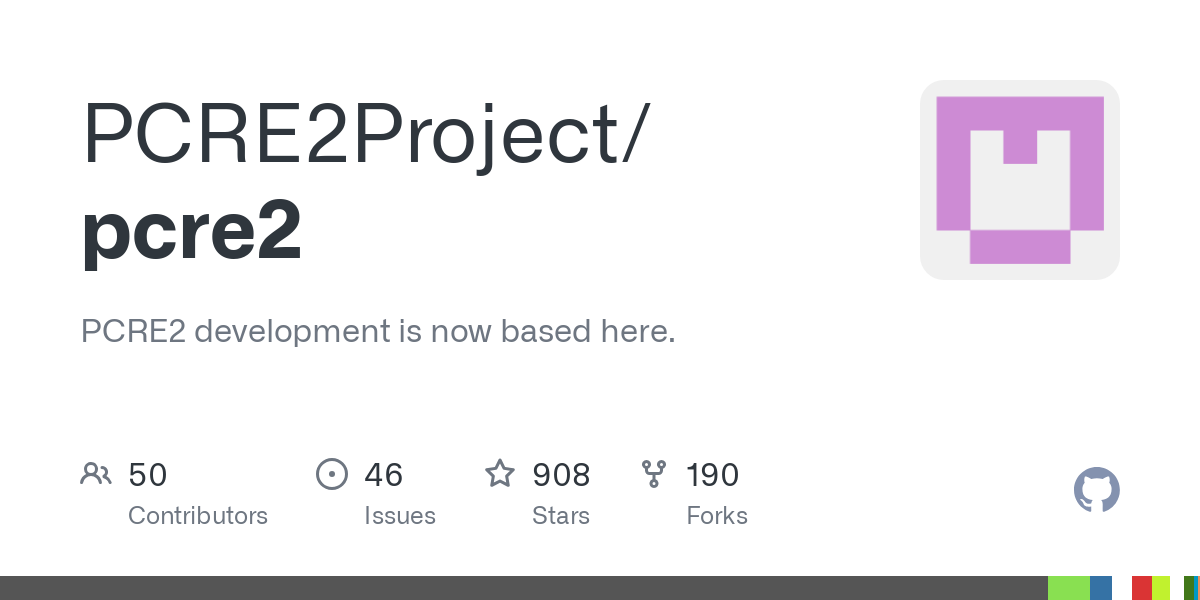 PCRE2Project/
pcre2
PCRE2 development is now based here.
50 46 908 190
Contributors Issues Stars Forks